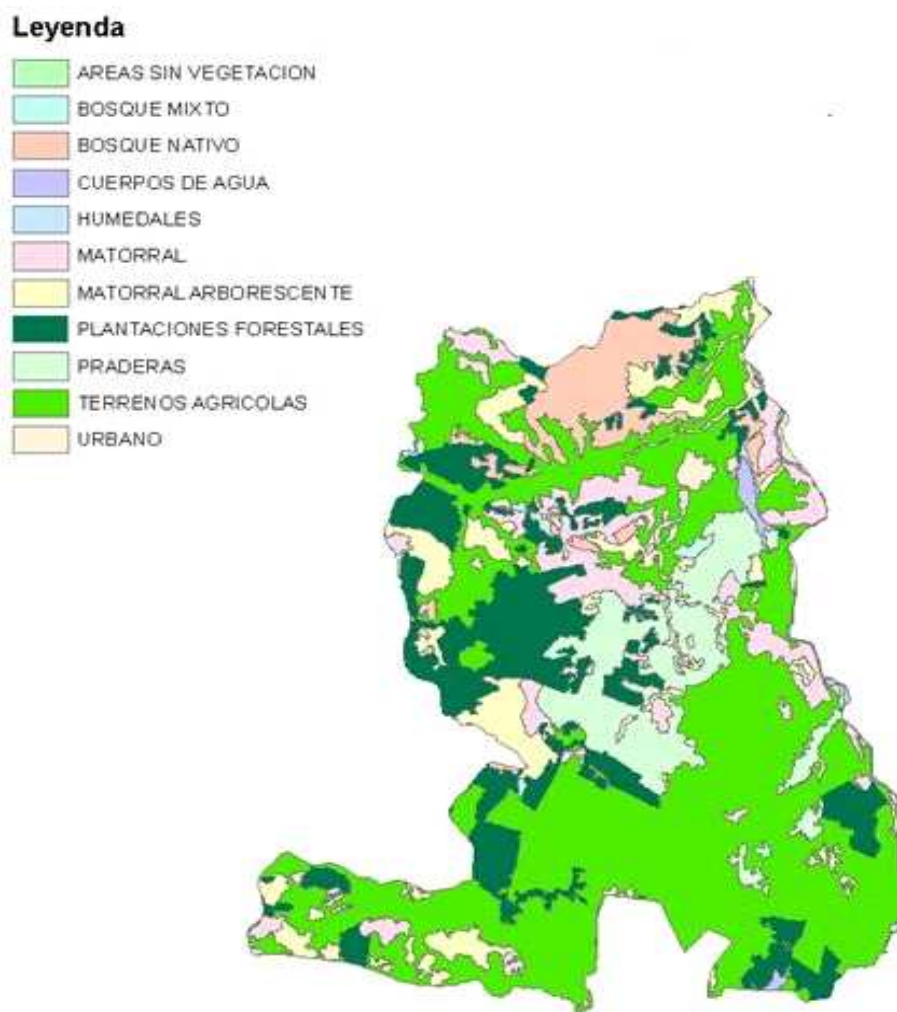 Leyenda
AREAS SIN VEGETACION
BOSQUE MIXTO
BOSQUE NATIVO
CUERPOS DE AGUA
HUMEDALES
MATORRAL
MATORRAL ARBORESCENTE
PLANTACIONES FORESTALES
PRADERAS
TERRENOS AGRICOLAS
URBANO